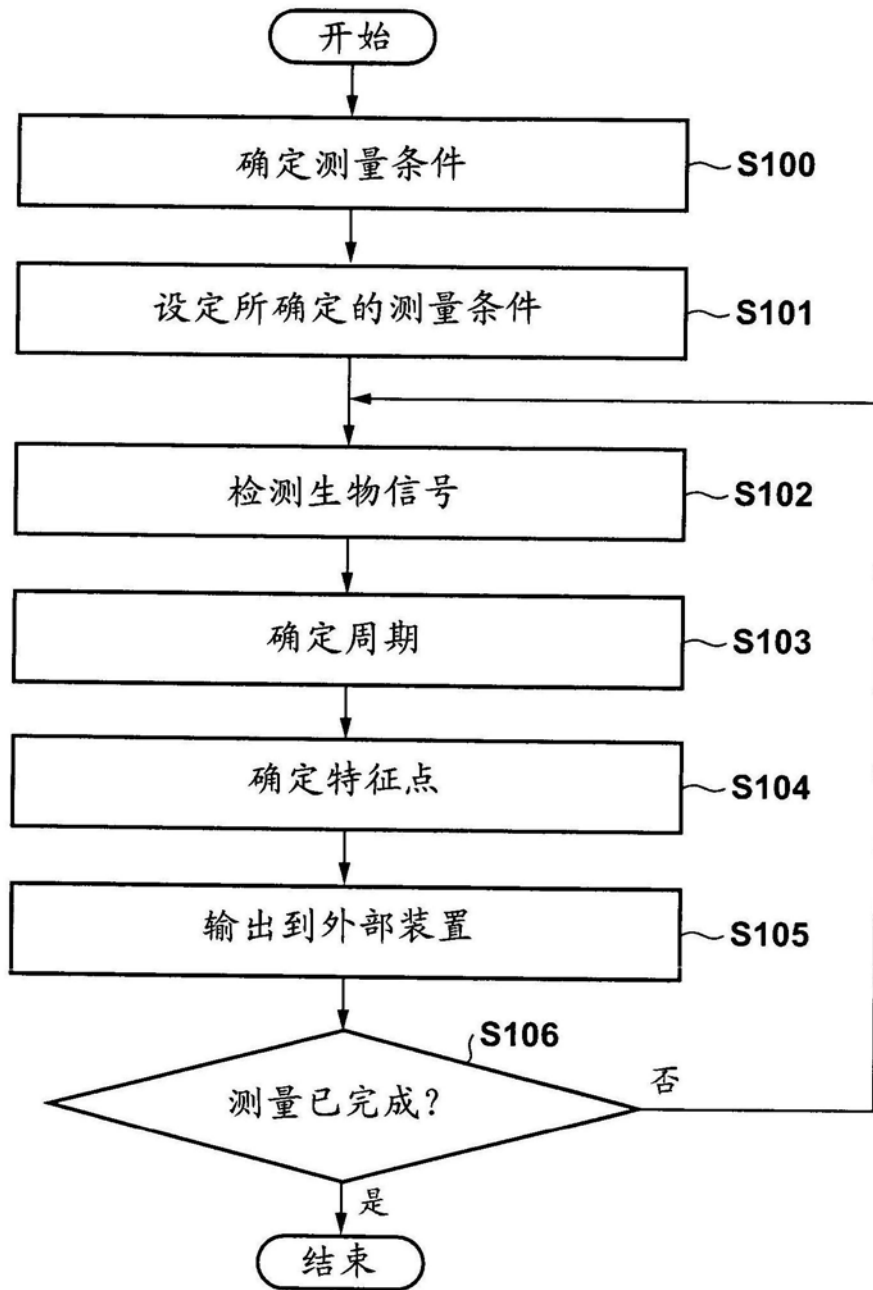 开始
确定测量条件
S100
设定所确定的测量条件
S101
检测生物信号
S102
确定周期
S103
确定特征点
S104
输出到外部装置
S105
S106
测量已完成?
否
是
结束